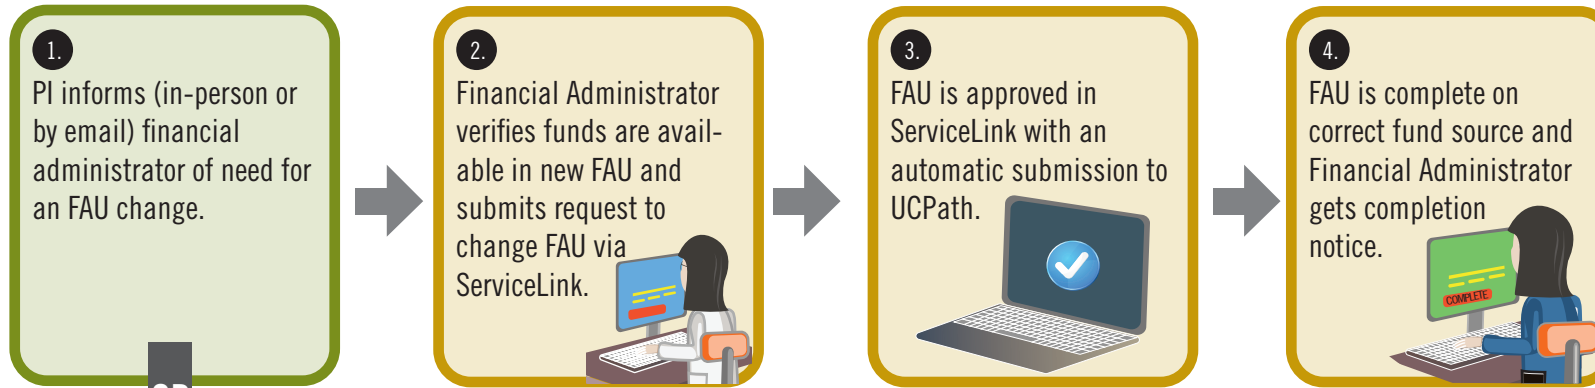 1.
PI informs (in-person or
by email) financial
administrator of need for
an FAU change.
2.
Financial Administrator
verifies funds are avail-
able in new FAU and
submits request to
change FAU via
ServiceLink.
3.
FAU is approved in
ServiceLink with an
automatic submission to
UCPath.
4.
FAU is complete on
correct fund source and
Financial Administrator
gets completion
notice.
COMPLETE